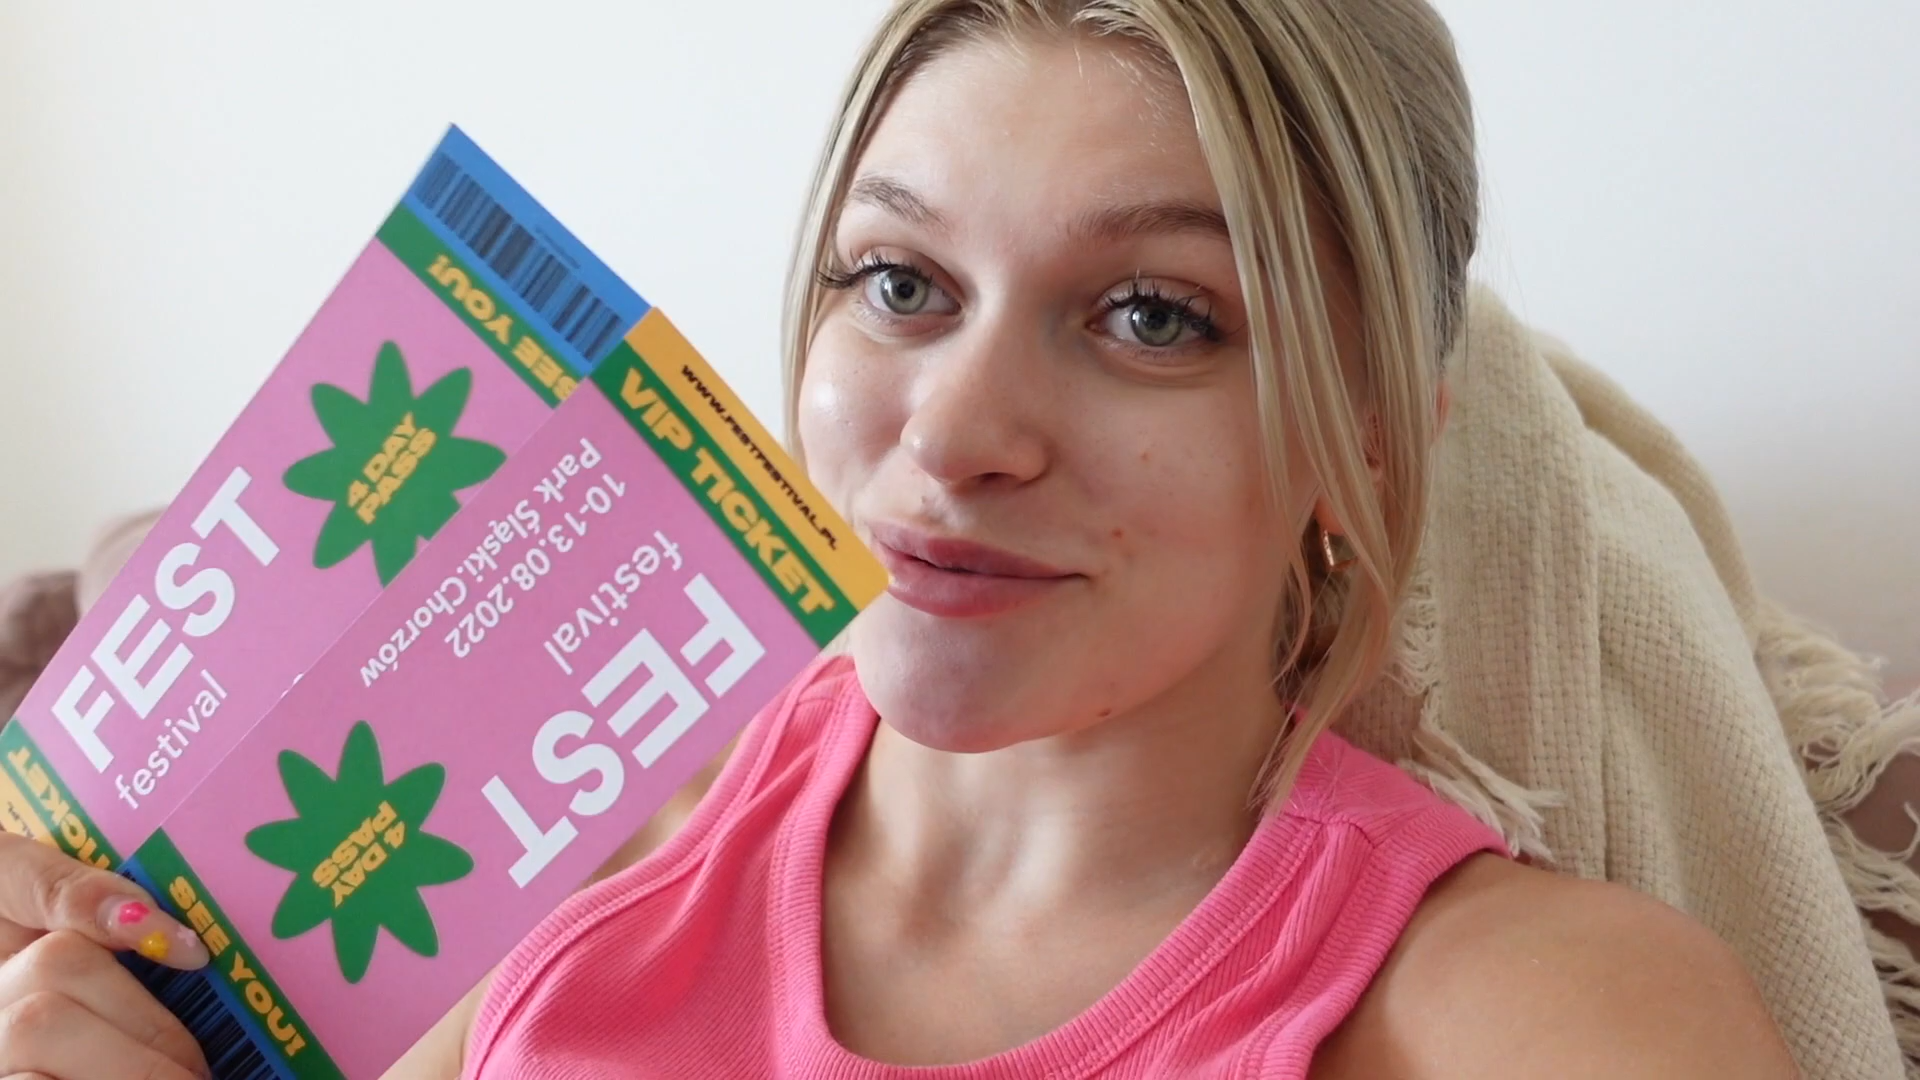 SEE YOU!
4 DAY
PASS
FEST
festival
WWW.FESTFESTIVAL.PL
VIP TICKET
FEST
festival
10-13.08.2022
Park Śląski.Chorzów
4 DAY
PASS
SEE YOU!